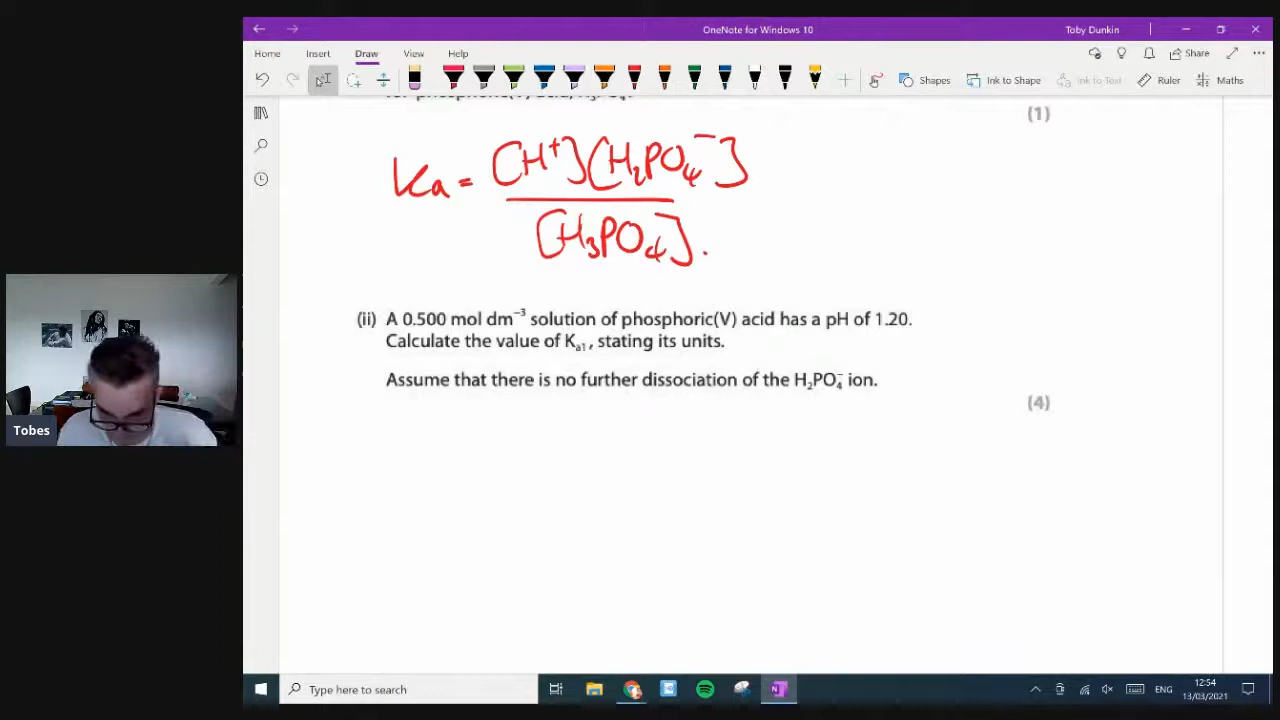 OneNote for Windows 10
Toby Dunkin
Home Insert Draw View Help
Share
Shapes Ink to Shape Ink to Text Ruler Maths
(1)
Ka = [H⁺][H₂PO₄⁻]
[H₃PO₄].
(ii) A 0.500 mol dm⁻³ solution of phosphoric(V) acid has a pH of 1.20.
Calculate the value of Kₐ₁, stating its units.
Assume that there is no further dissociation of the H₂PO₄⁻ ion.
(4)
Tobes
Type here to search
ENG
12:54
13/03/2021